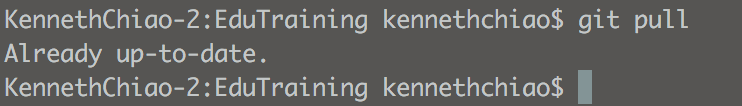 KennethChiao-2:EduTraining kennethchiao$ git pull
Already up-to-date.
KennethChiao-2:EduTraining kennethchiao$